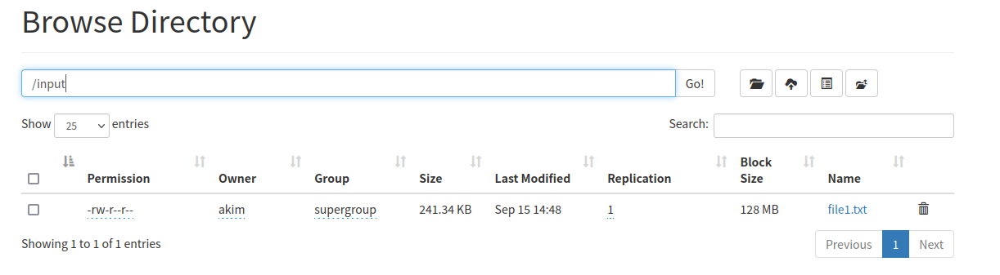 Browse Directory
/input Go!
Show 25 entries Search:
Permission Owner Group Size Last Modified Replication Block Size Name
-rw-r--r-- akim supergroup 241.34 KB Sep 15 14:48 1 128 MB file1.txt
Showing 1 to 1 of 1 entries Previous 1 Next